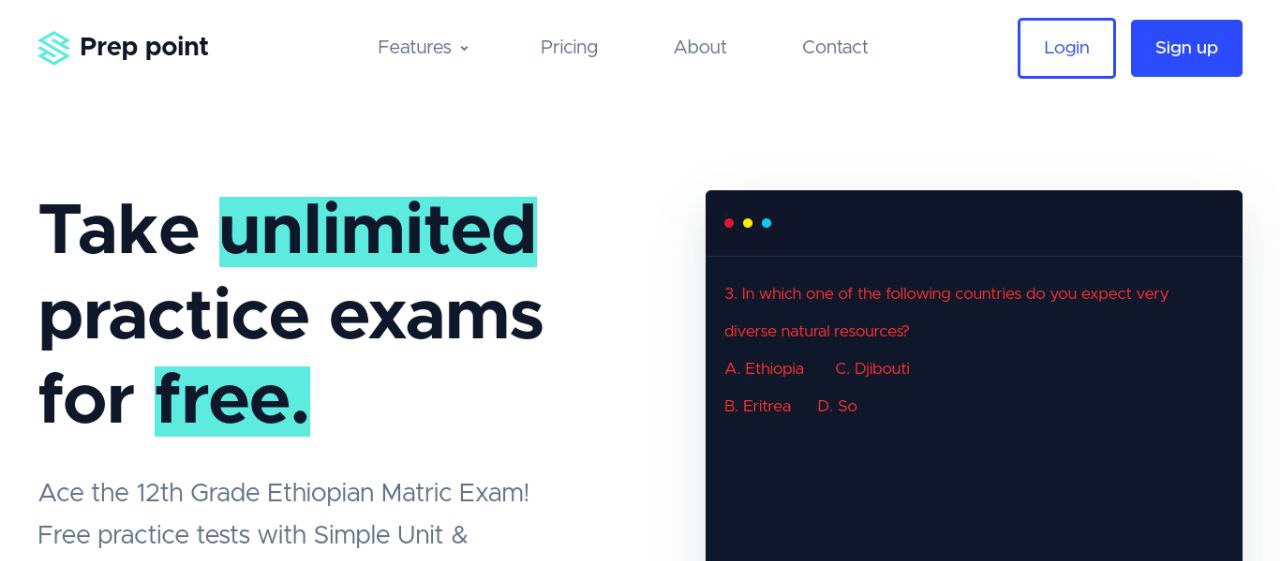 Prep point
Features
Pricing
About
Contact
Login
Sign up
Take unlimited
practice exams
for free.
Ace the 12th Grade Ethiopian Matric Exam!
Free practice tests with Simple Unit &
3. In which one of the following countries do you expect very
diverse natural resources?
A. Ethiopia C. Djibouti
B. Eritrea D. So